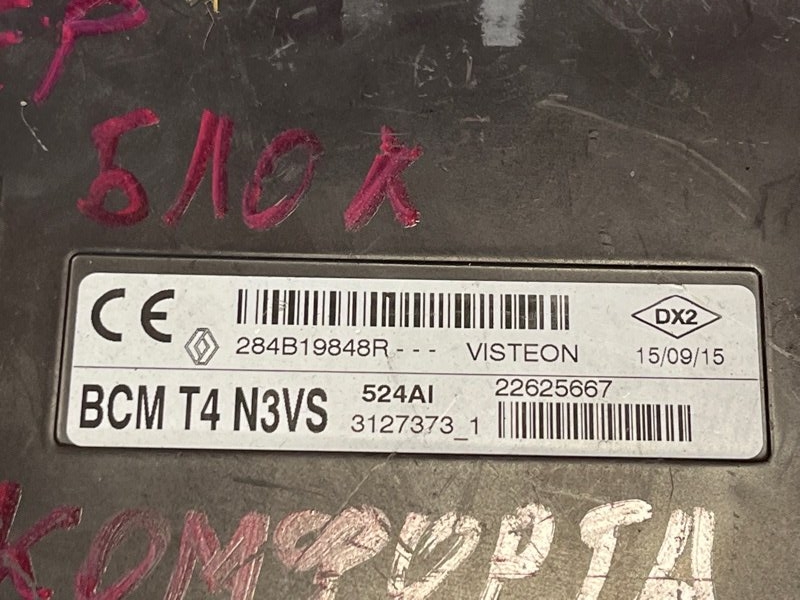 БЛОК
CE DX2
284B19848R - - - VISTEON 15/09/15
BCM T4 N3VS 524AI 22625667
3127373_1
КОМФОРТА